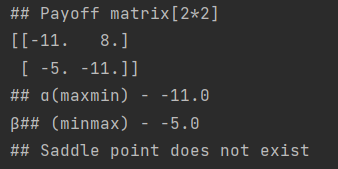 ## Payoff matrix[2*2]
[[-11.   8.]
 [ -5. -11.]]
## α(maxmin) - -11.0
β## (minmax) - -5.0
## Saddle point does not exist